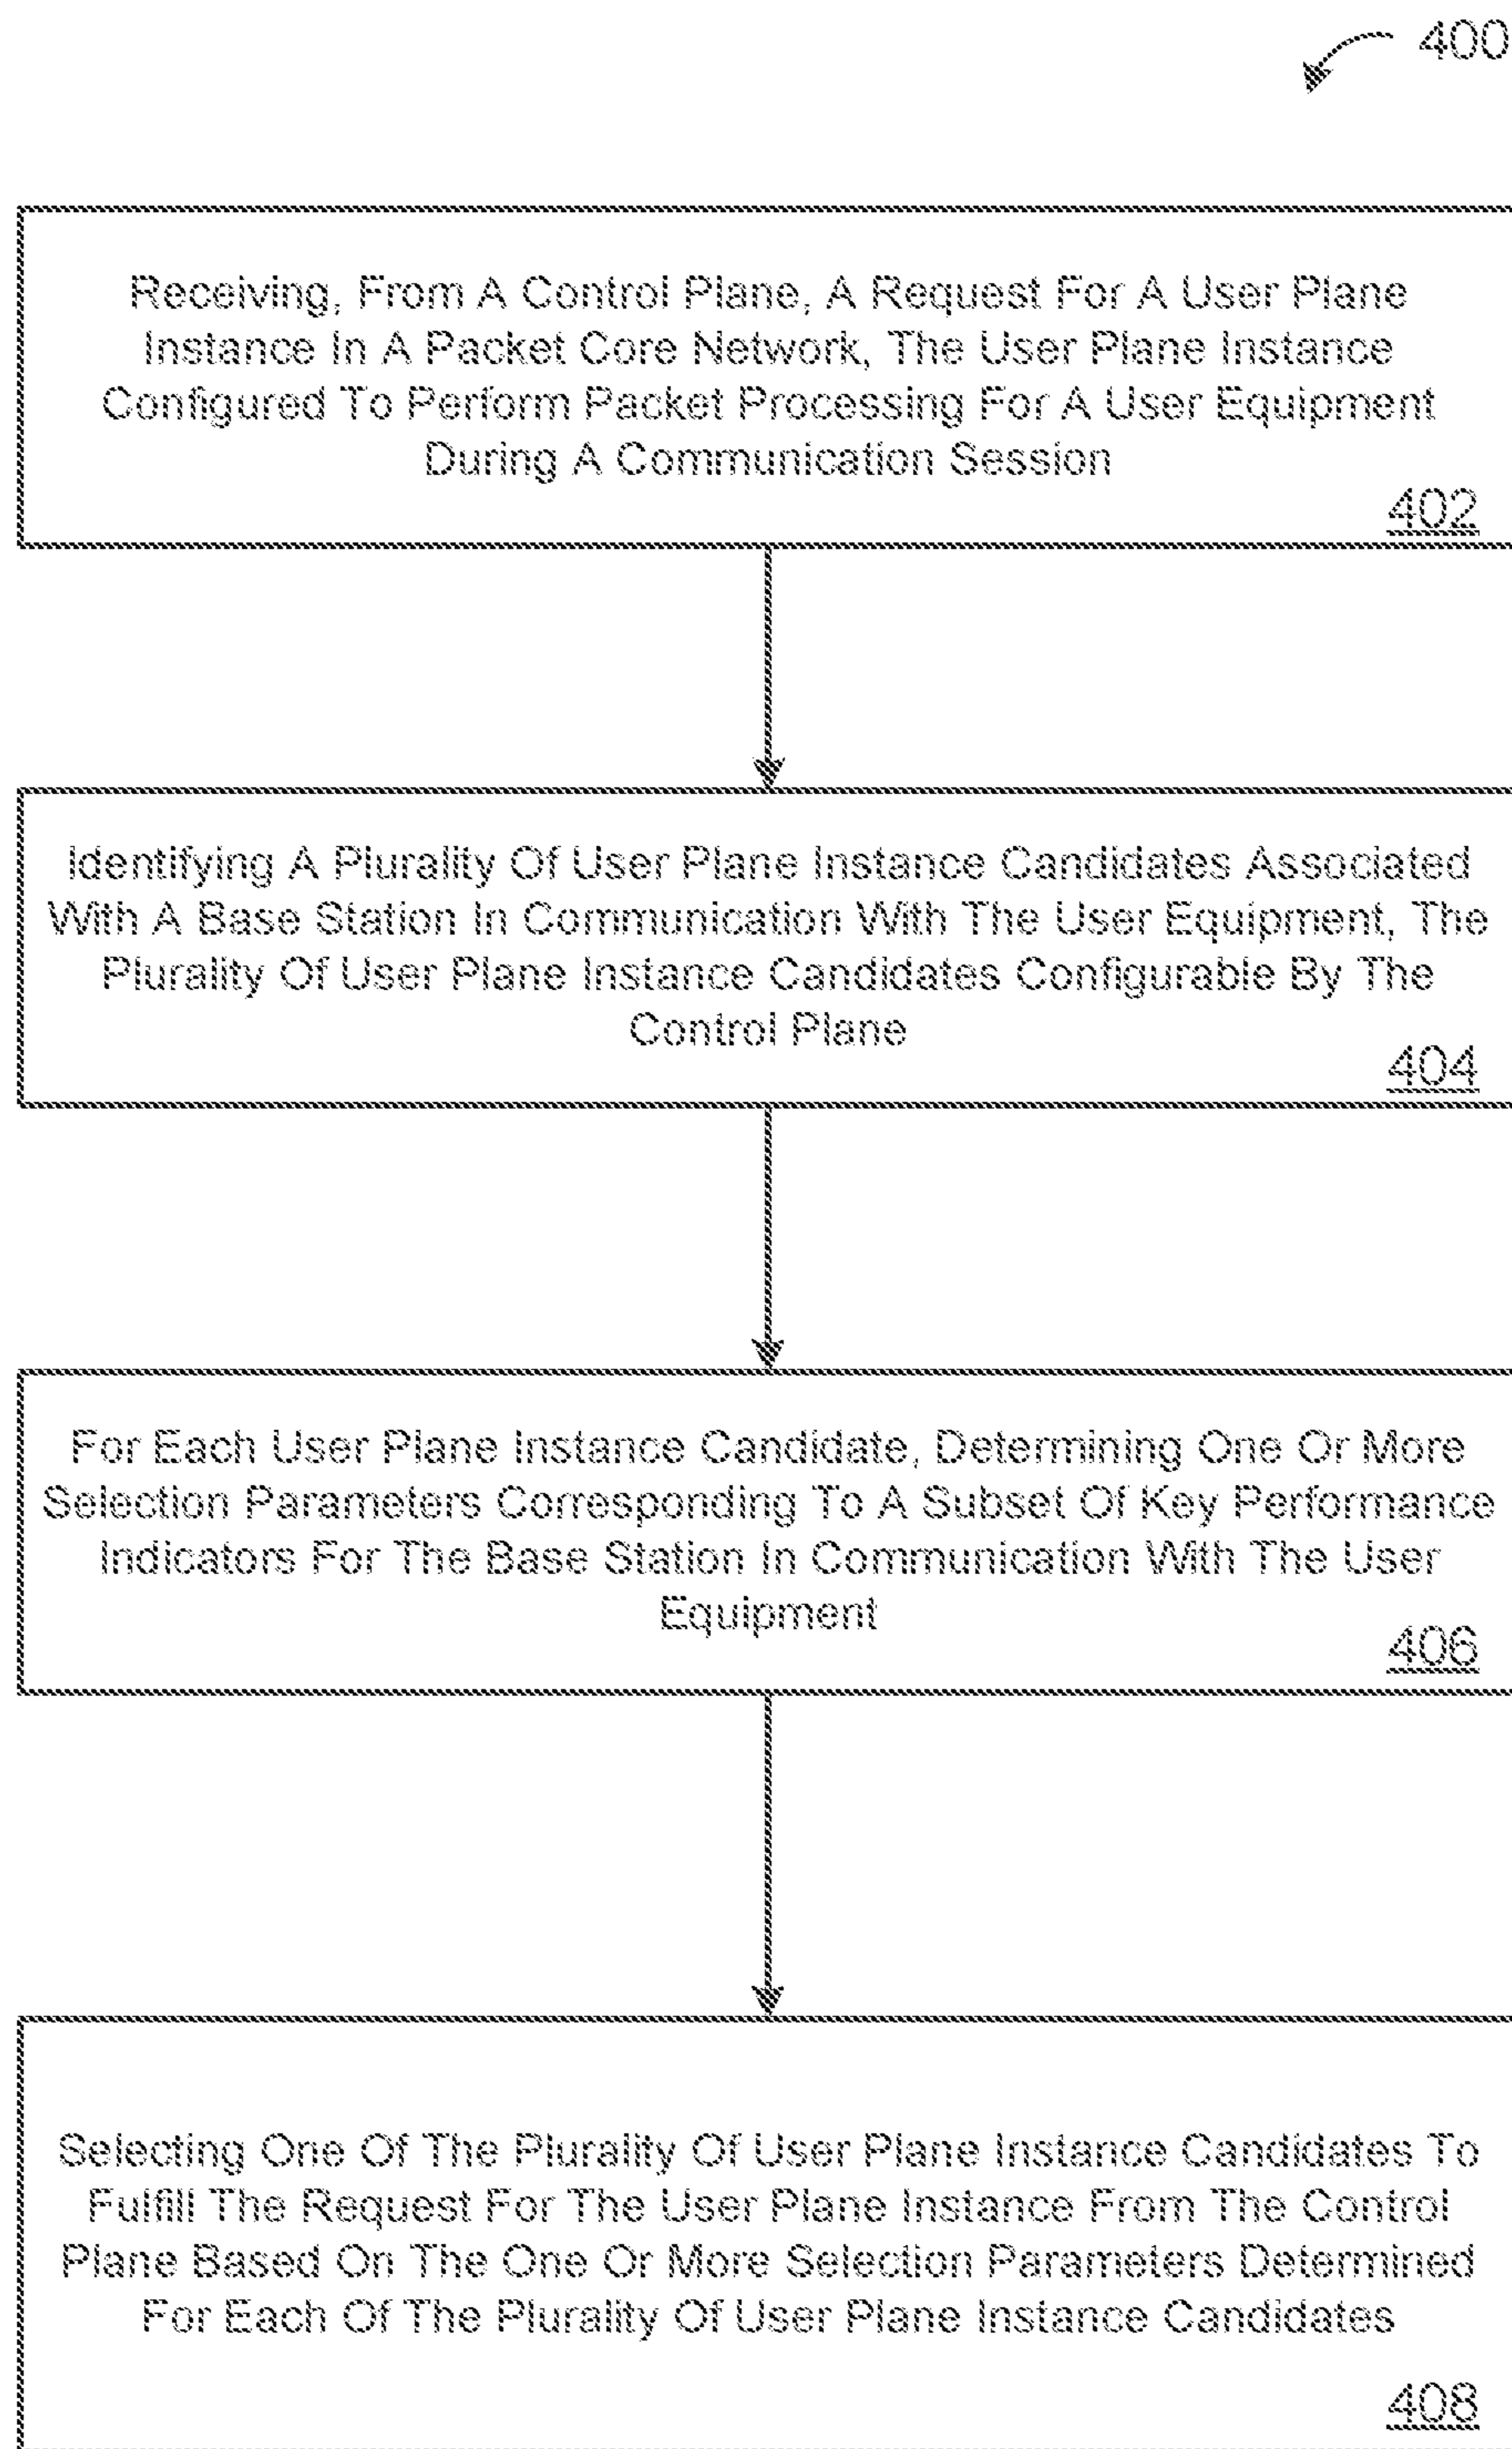 400
Receiving, From A Control Plane, A Request For A User Plane
Instance In A Packet Core Network, The User Plane Instance
Configured To Perform Packet Processing For A User Equipment
During A Communication Session
402
Identifying A Plurality Of User Plane Instance Candidates Associated
With A Base Station In Communication With The User Equipment, The
Plurality Of User Plane Instance Candidates Configurable By The
Control Plane
404
For Each User Plane Instance Candidate, Determining One Or More
Selection Parameters Corresponding To A Subset Of Key Performance
Indicators For The Base Station In Communication With The User
Equipment
406
Selecting One Of The Plurality Of User Plane Instance Candidates To
Fulfill The Request For The User Plane Instance From The Control
Plane Based On The One Or More Selection Parameters Determined
For Each Of The Plurality Of User Plane Instance Candidates
408